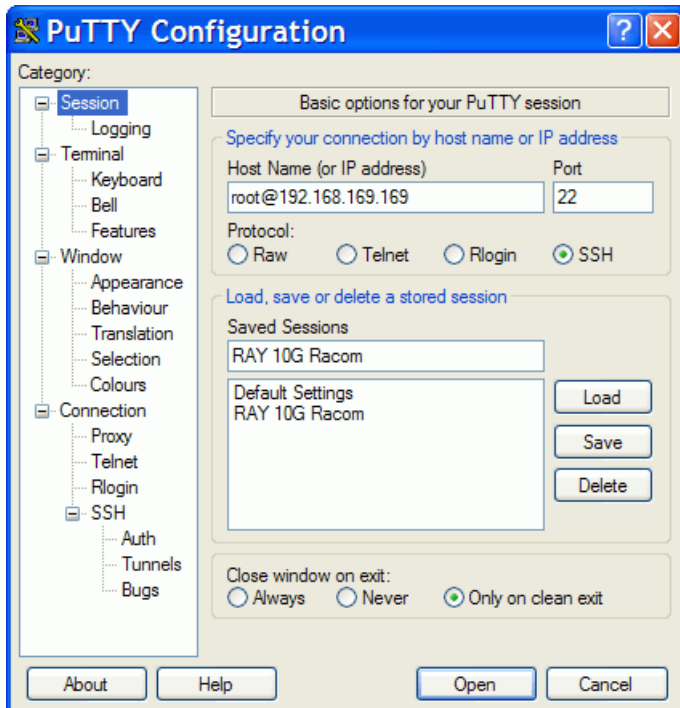 PuTTY Configuration
Category:
Session
Logging
Terminal
Keyboard
Bell
Features
Window
Appearance
Behaviour
Translation
Selection
Colours
Connection
Proxy
Telnet
Rlogin
SSH
Auth
Tunnels
Bugs
Basic options for your PuTTY session
Specify your connection by host name or IP address
Host Name (or IP address) Port
root@192.168.169.169 22
Protocol:
Raw Telnet Rlogin SSH
Load, save or delete a stored session
Saved Sessions
RAY 10G Racom
Default Settings
RAY 10G Racom
Load
Save
Delete
Close window on exit:
Always Never Only on clean exit
About Help Open Cancel